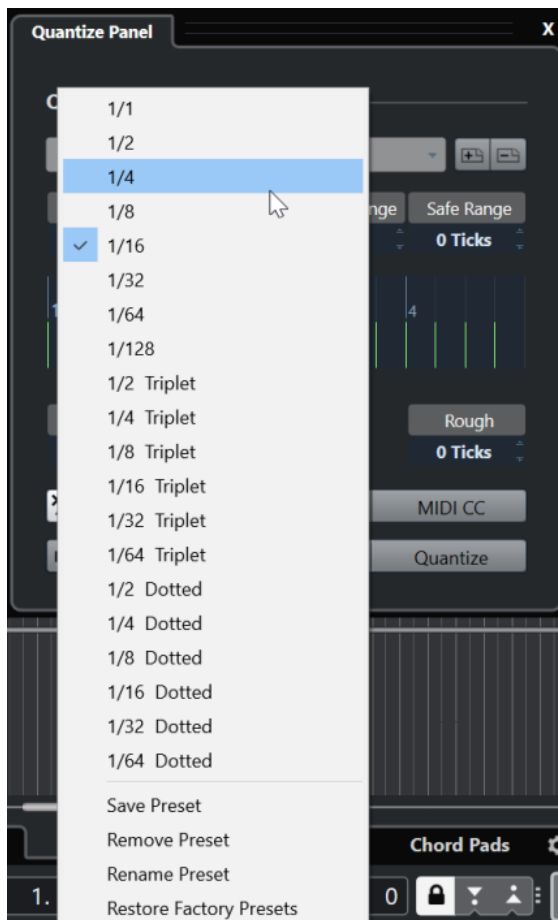 Quantize Panel
X
1/1
1/2
1/4
1/8
Safe Range
1/16
0 Ticks
1/32
4
1/64
1/128
1/2 Triplet
1/4 Triplet
Rough
1/8 Triplet
0 Ticks
1/16 Triplet
MIDI CC
1/32 Triplet
1/64 Triplet
Quantize
1/2 Dotted
1/4 Dotted
1/8 Dotted
1/16 Dotted
1/32 Dotted
1/64 Dotted
Save Preset
Remove Preset
Chord Pads
Rename Preset
1.
0
Restore Factory Presets